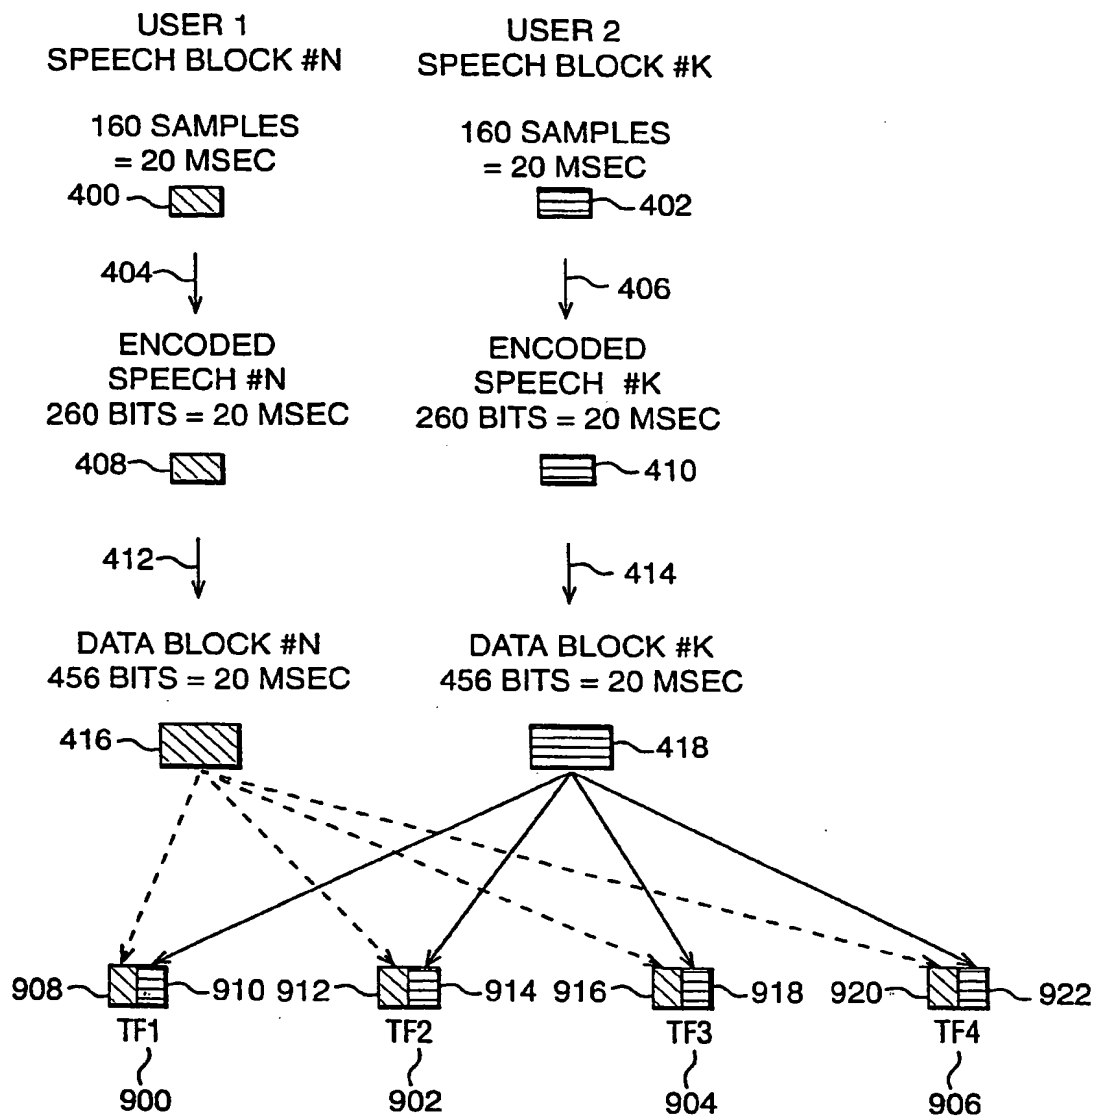 USER 1
SPEECH BLOCK #N
USER 2
SPEECH BLOCK #K
160 SAMPLES
= 20 MSEC
160 SAMPLES
= 20 MSEC
400
402
404
406
ENCODED
SPEECH #N
260 BITS = 20 MSEC
ENCODED
SPEECH #K
260 BITS = 20 MSEC
408
410
412
414
DATA BLOCK #N
456 BITS = 20 MSEC
DATA BLOCK #K
456 BITS = 20 MSEC
416
418
908
910
912
914
916
918
920
922
TF1
TF2
TF3
TF4
900
902
904
906